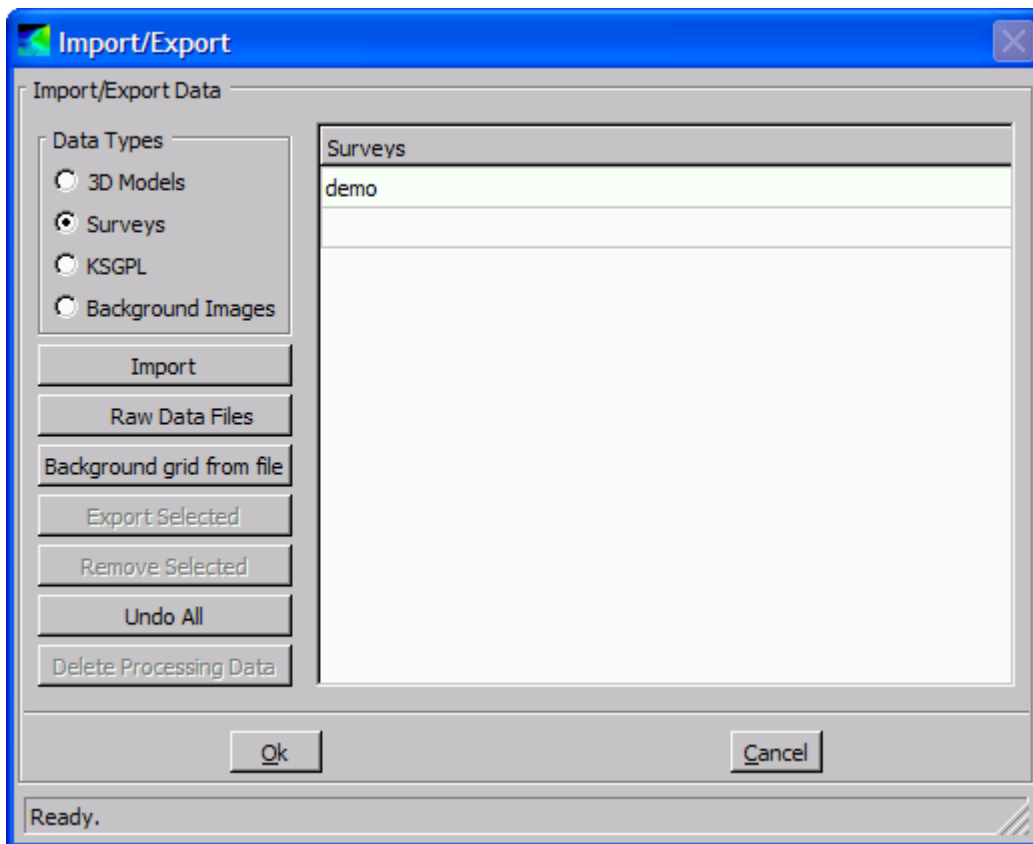 Import/Export
Import/Export Data
Data Types
3D Models
Surveys
KSGPL
Background Images
Import
Raw Data Files
Background grid from file
Export Selected
Remove Selected
Undo All
Delete Processing Data
Surveys
demo
Ok
Cancel
Ready.